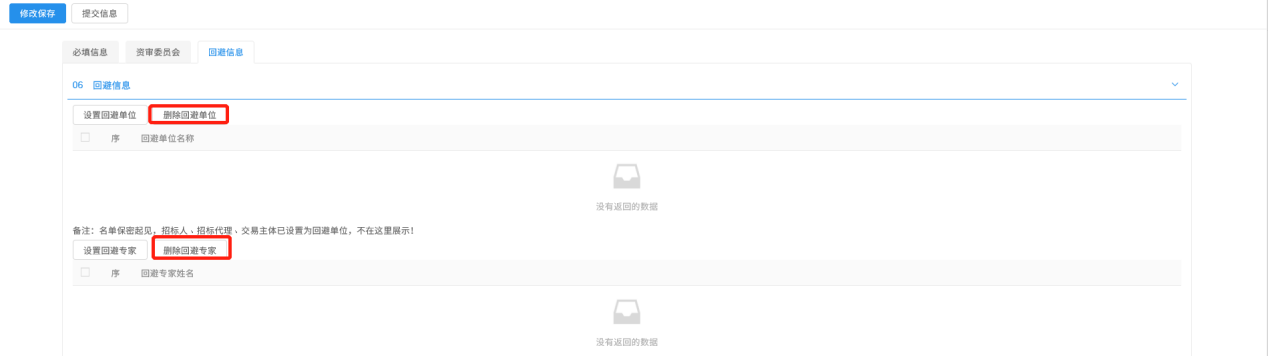 修改保存 提交信息
必填信息 资审委员会 回避信息
06 回避信息
设置回避单位 删除回避单位
序 回避单位名称
没有返回的数据
备注：名单保密起见，招标人、招标代理、交易主体已设置为回避单位，不在这里展示！
设置回避专家 删除回避专家
序 回避专家姓名
没有返回的数据